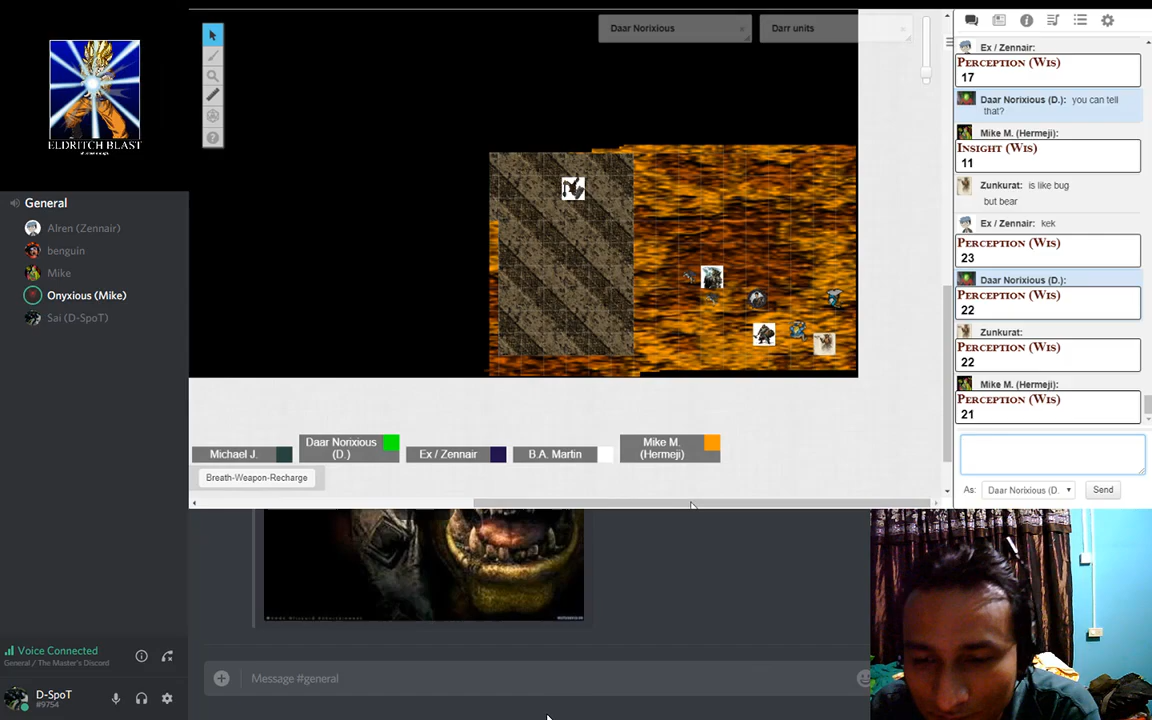 ELDRITCH BLAST
General
Alren (Zennair)
benguin
Mike
Onyxious (Mike)
Sai (D-SpoT)
Voice Connected
General / The Master's Discord
D-SpoT
#9754
Daar Norixious
Darr units
Michael J.
Daar Norixious
(D.)
Ex / Zennair
B.A. Martin
Mike M.
(Hermeji)
Breath-Weapon-Recharge
Message #general
Ex / Zennair:
PERCEPTION (WIS)
17
Daar Norixious (D.): you can tell
that?
Mike M. (Hermeji):
INSIGHT (WIS)
11
Zunkurat: is like bug
but bear
Ex / Zennair: kek
PERCEPTION (WIS)
23
Daar Norixious (D.):
PERCEPTION (WIS)
22
Zunkurat:
PERCEPTION (WIS)
22
Mike M. (Hermeji):
PERCEPTION (WIS)
21
As: Daar Norixious (D.
Send